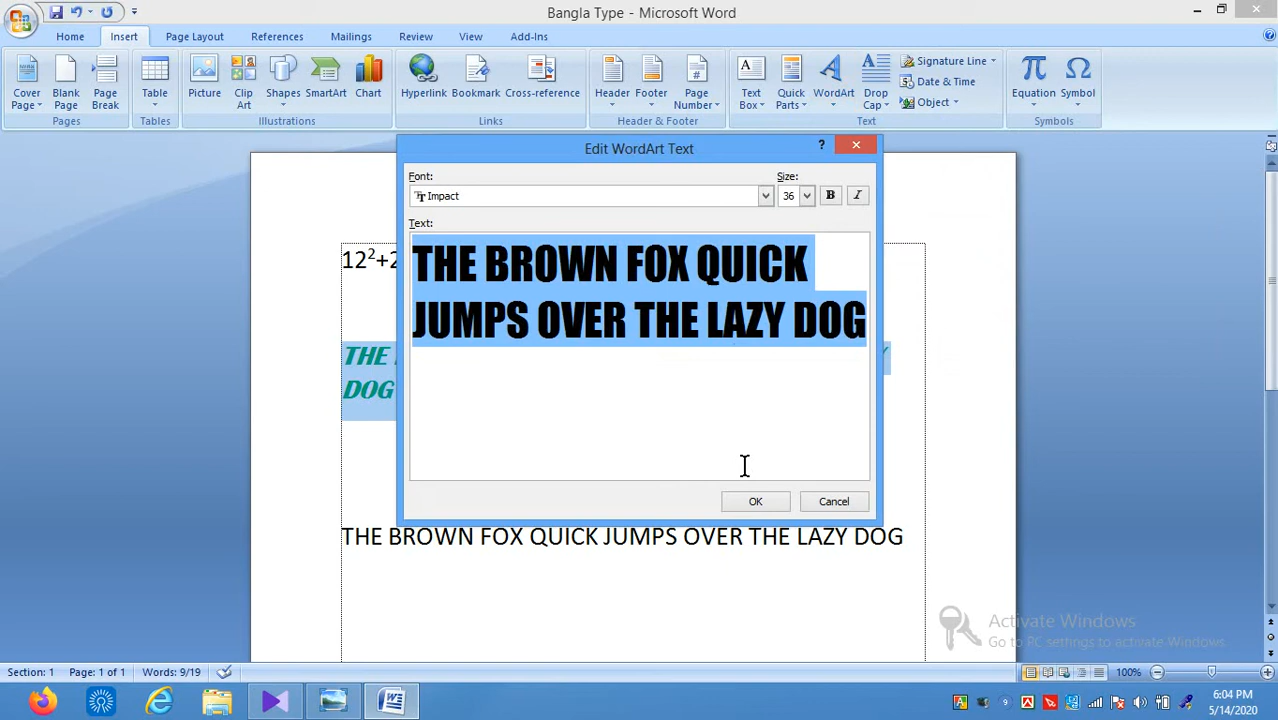 Bangla Type - Microsoft Word
Home Insert Page Layout References Mailings Review View Add-Ins
Cover Page Blank Page Page Break Table Picture Clip Art Shapes SmartArt Chart Hyperlink Bookmark Cross-reference Header Footer Page Number Text Box Quick Parts WordArt Drop Cap Signature Line Date & Time Object Equation Symbol
Pages Tables Illustrations Links Header & Footer Text Symbols
Edit WordArt Text ?
Font: Size:
Impact 36 B I
Text:
THE BROWN FOX QUICK
JUMPS OVER THE LAZY DOG
OK Cancel
12²+2
THE
DOG
THE BROWN FOX QUICK JUMPS OVER THE LAZY DOG
Activate Windows
Go to PC settings to activate Windows.
Section: 1 Page: 1 of 1 Words: 9/19 100%
6:04 PM
5/14/2020